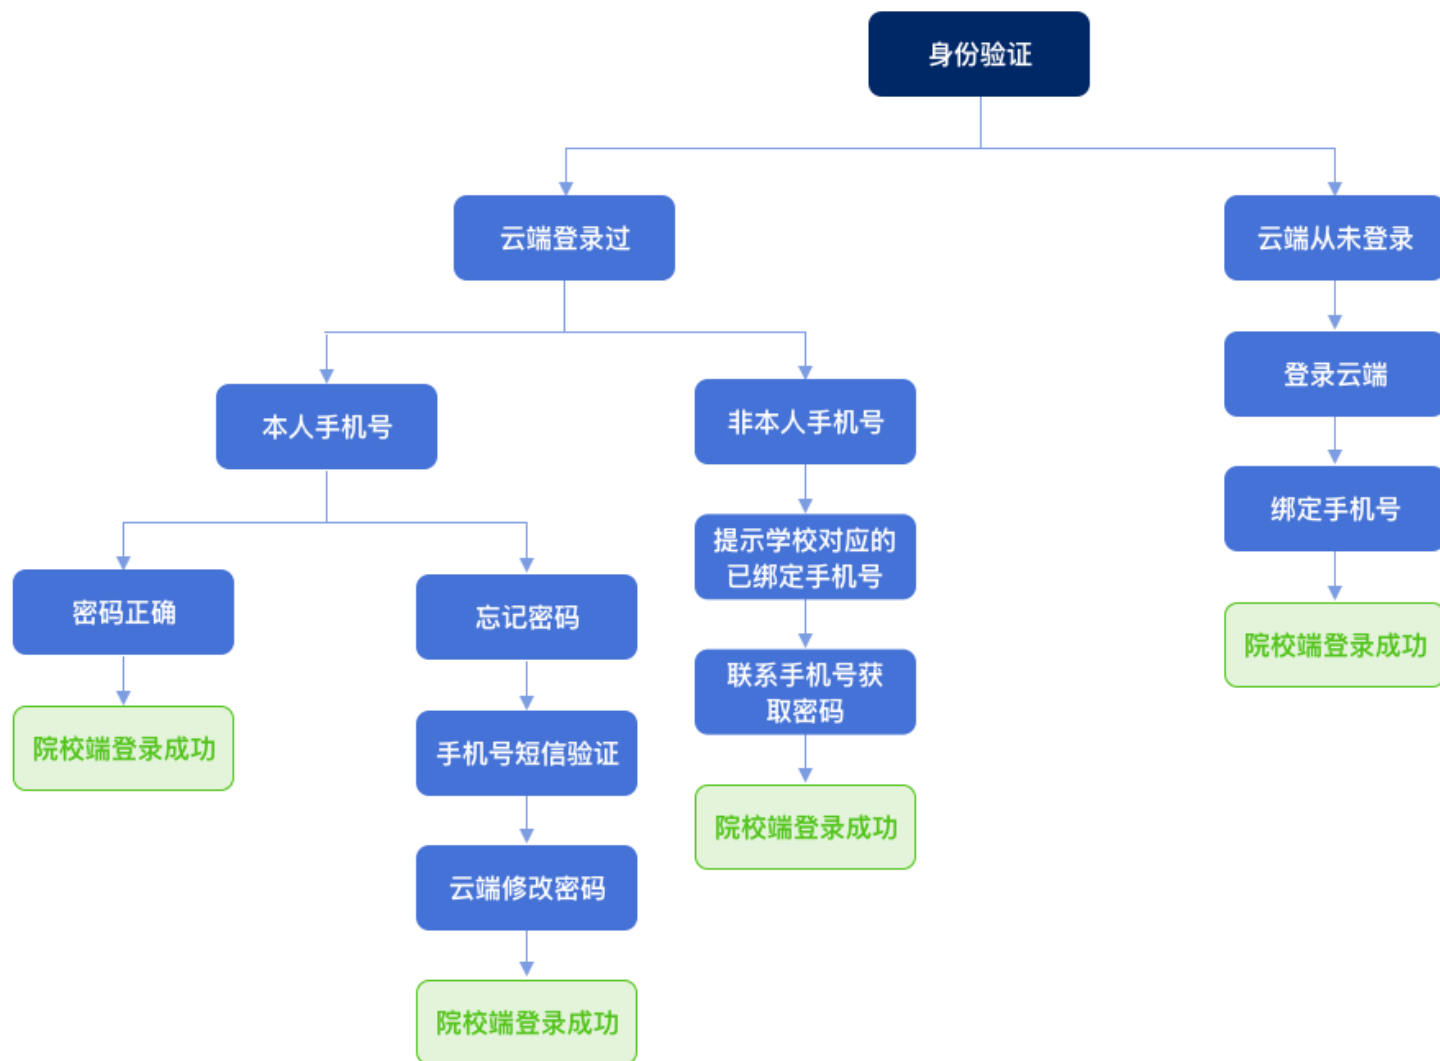 身份验证
云端登录过
云端从未登录
本人手机号
非本人手机号
登录云端
绑定手机号
密码正确
忘记密码
提示学校对应的
已绑定手机号
院校端登录成功
手机号短信验证
联系手机号获
取密码
院校端登录成功
云端修改密码
院校端登录成功
院校端登录成功